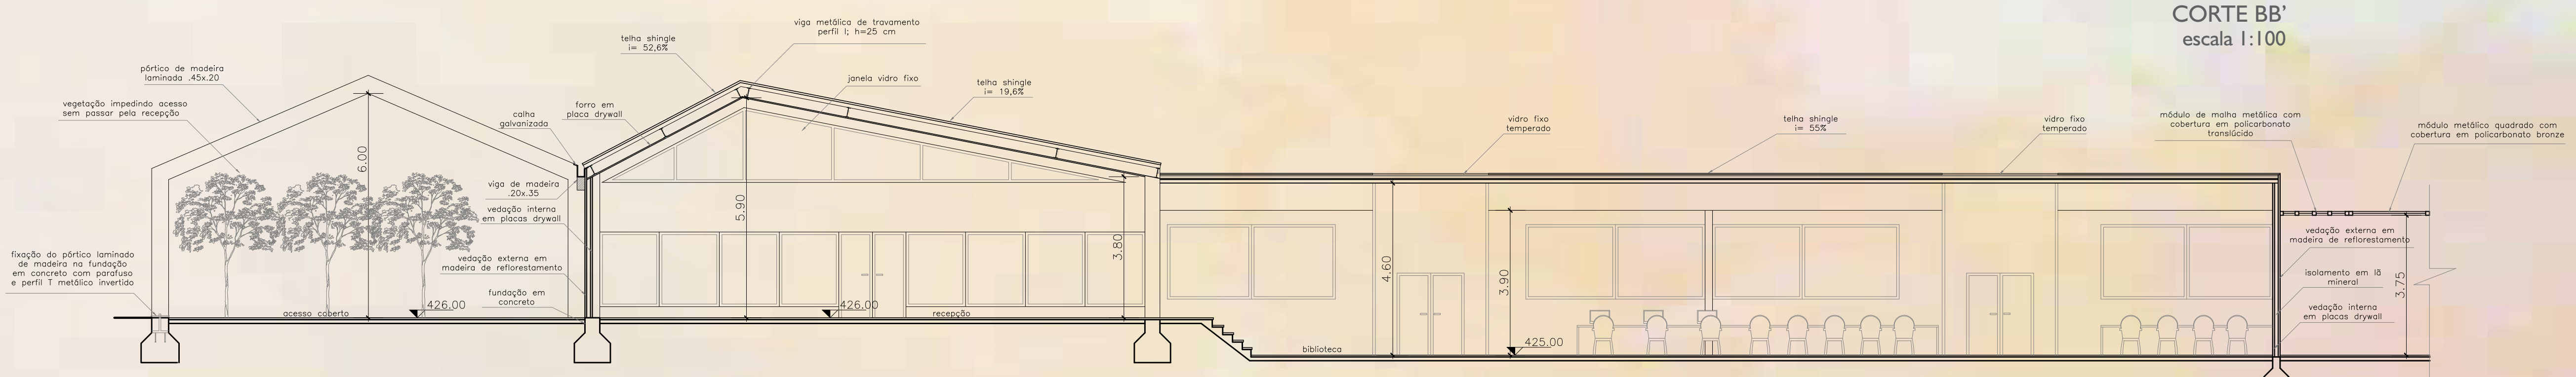 CORTE BB'
escala 1:100
pórtico de madeira
laminada .45x.20
vegetação impedindo acesso
sem passar pela recepção
fixação do pórtico laminado
de madeira na fundação
em concreto com parafuso
e perfil T metálico invertido
6.00
acesso coberto
426.00
calha
galvanizada
viga de madeira
.20x.35
vedação interna
em placas drywall
vedação externa em
madeira de reflorestamento
fundação em
concreto
forro em
placa drywall
telha shingle
i= 52,6%
viga metálica de travamento
perfil I; h=25 cm
janela vidro fixo
telha shingle
i= 19,6%
5.90
426.00
recepção
3.80
biblioteca
4.60
vidro fixo
temperado
3.90
425.00
telha shingle
i= 55%
vidro fixo
temperado
módulo de malha metálica com
cobertura em policarbonato
translúcido
módulo metálico quadrado com
cobertura em policarbonato bronze
vedação externa em
madeira de reflorestamento
isolamento em lã
mineral
vedação interna
em placas drywall
3.75